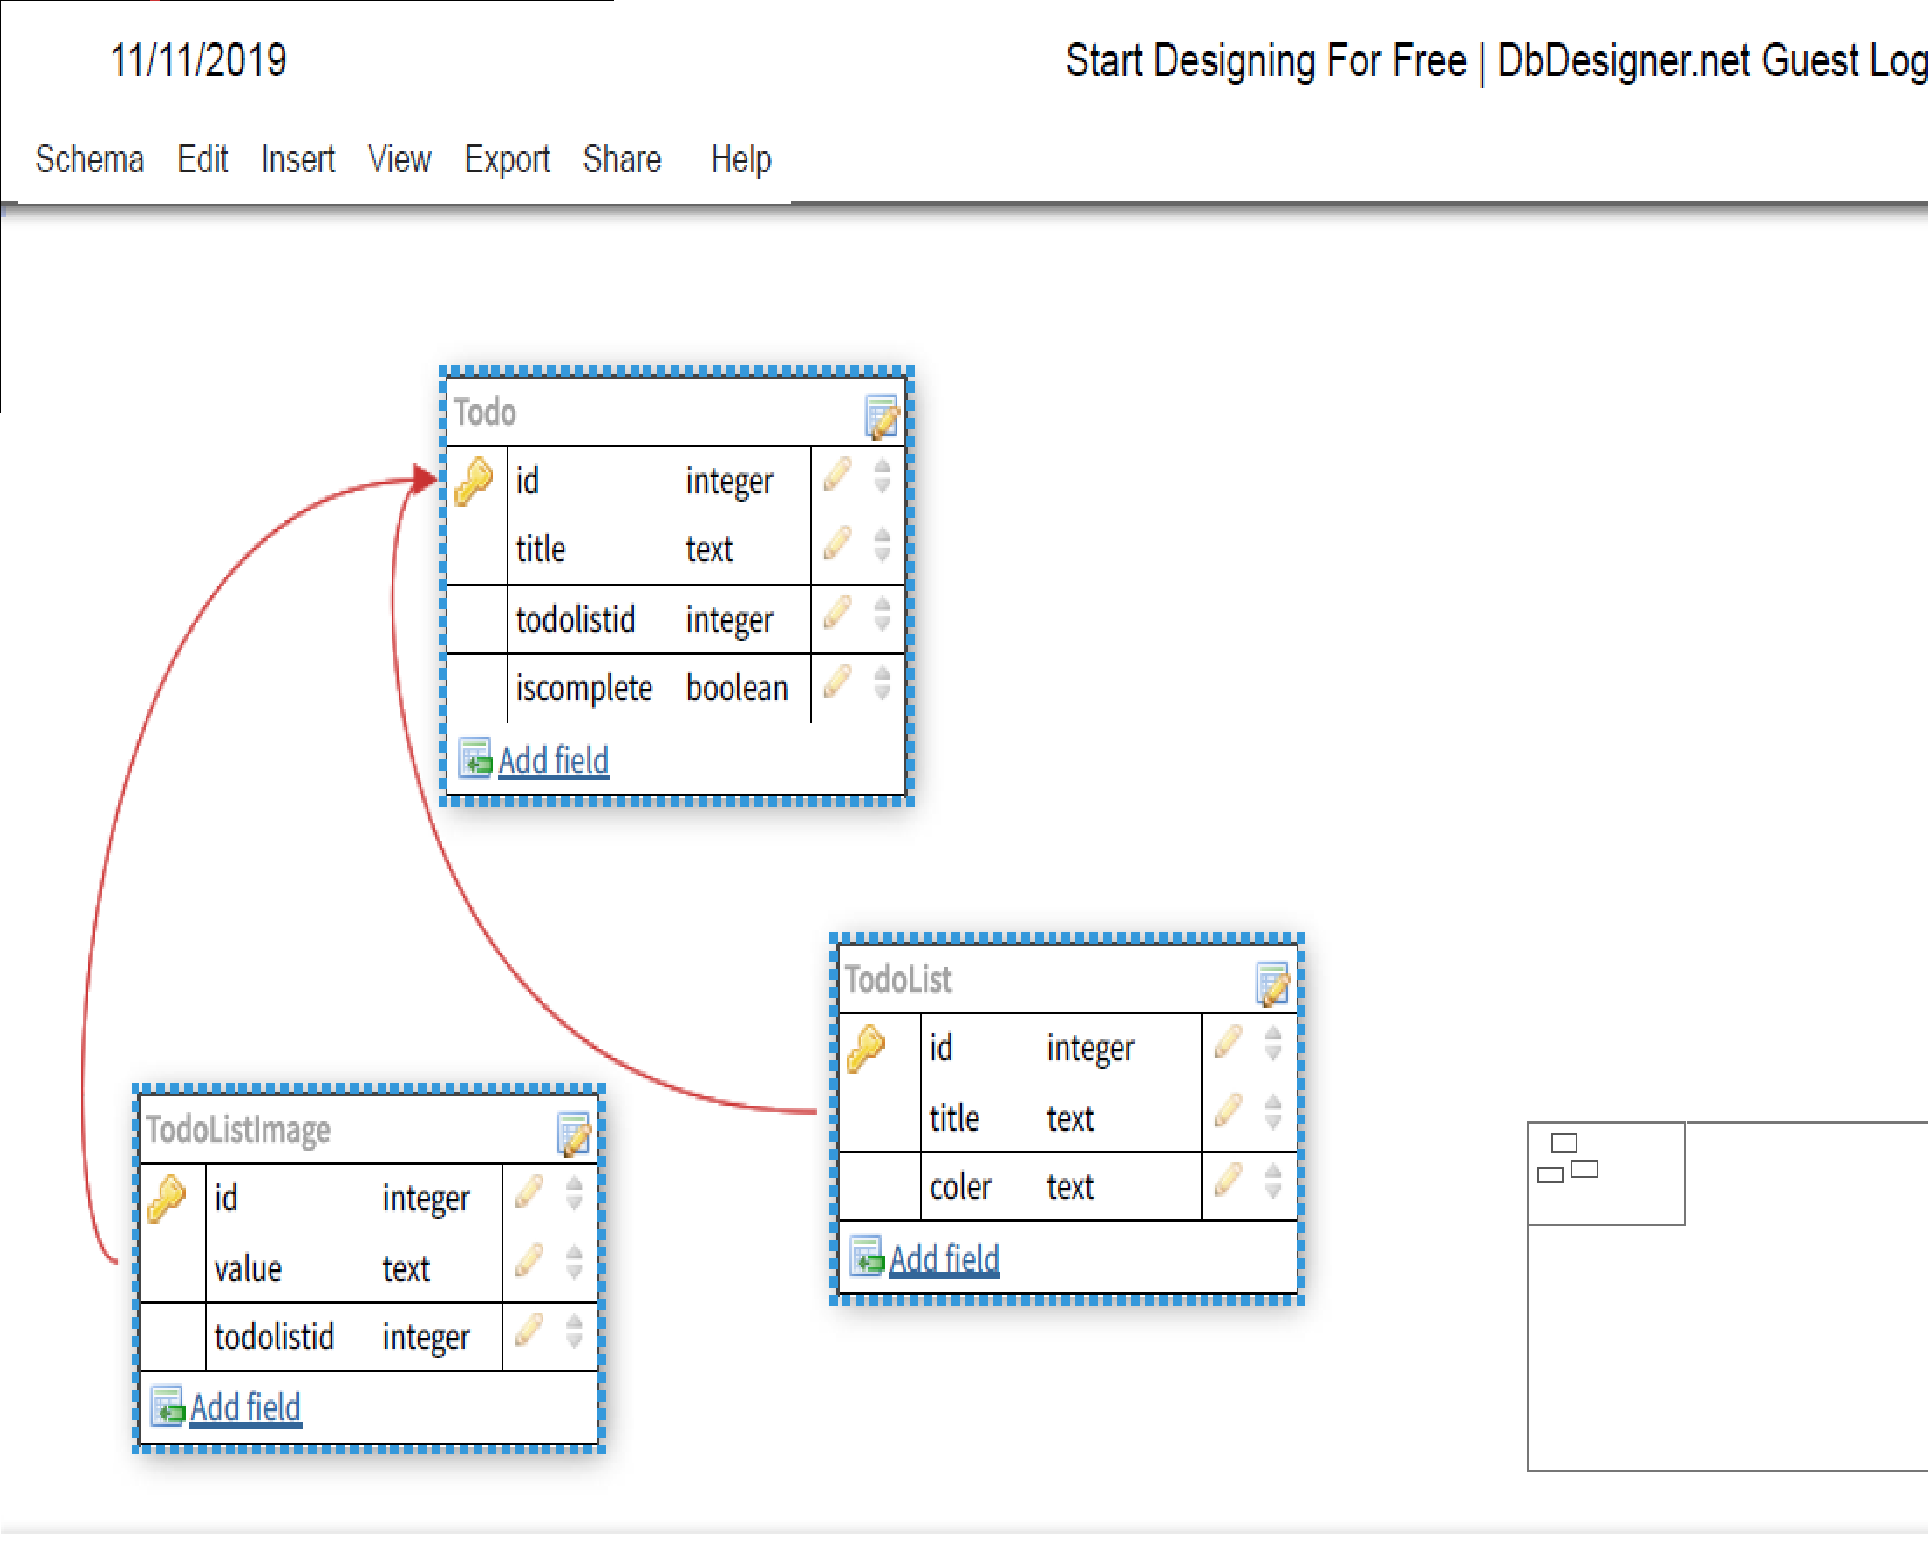 11/11/2019
Start Designing For Free | DbDesigner.net Guest Log
Schema Edit Insert View Export Share Help
Todo
id integer
title text
todolistid integer
iscomplete boolean
Add field
TodoList
id integer
title text
coler text
Add field
TodoListImage
id integer
value text
todolistid integer
Add field